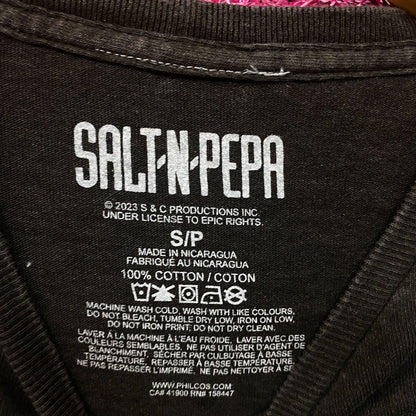 SALT-N-PEPA
© 2023 S & C PRODUCTIONS INC.
UNDER LICENSE TO EPIC RIGHTS.
S/P
MADE IN NICARAGUA
FABRIQUÉ AU NICARAGUA
100% COTTON / COTON
MACHINE WASH COLD, WASH WITH LIKE COLOURS,
DO NOT BLEACH, TUMBLE DRY LOW, IRON ON LOW,
DO NOT IRON PRINT, DO NOT DRY CLEAN.
LAVER À LA MACHINE À L'EAU FROIDE, LAVER AVEC DES
COULEURS SEMBLABLES. NE PAS UTILISER D'AGENT DE
BLANCHIMENT, SÉCHER PAR CULBUTAGE À BASSE
TEMPÉRATURE, REPASSER À BASSE TEMPÉRATURE,
NE PAS REPASSER L'IMPRIMÉ, NE PAS NETTOYER À SEC
WWW.PHILCOS.COM
CA# 41900 RN# 158447